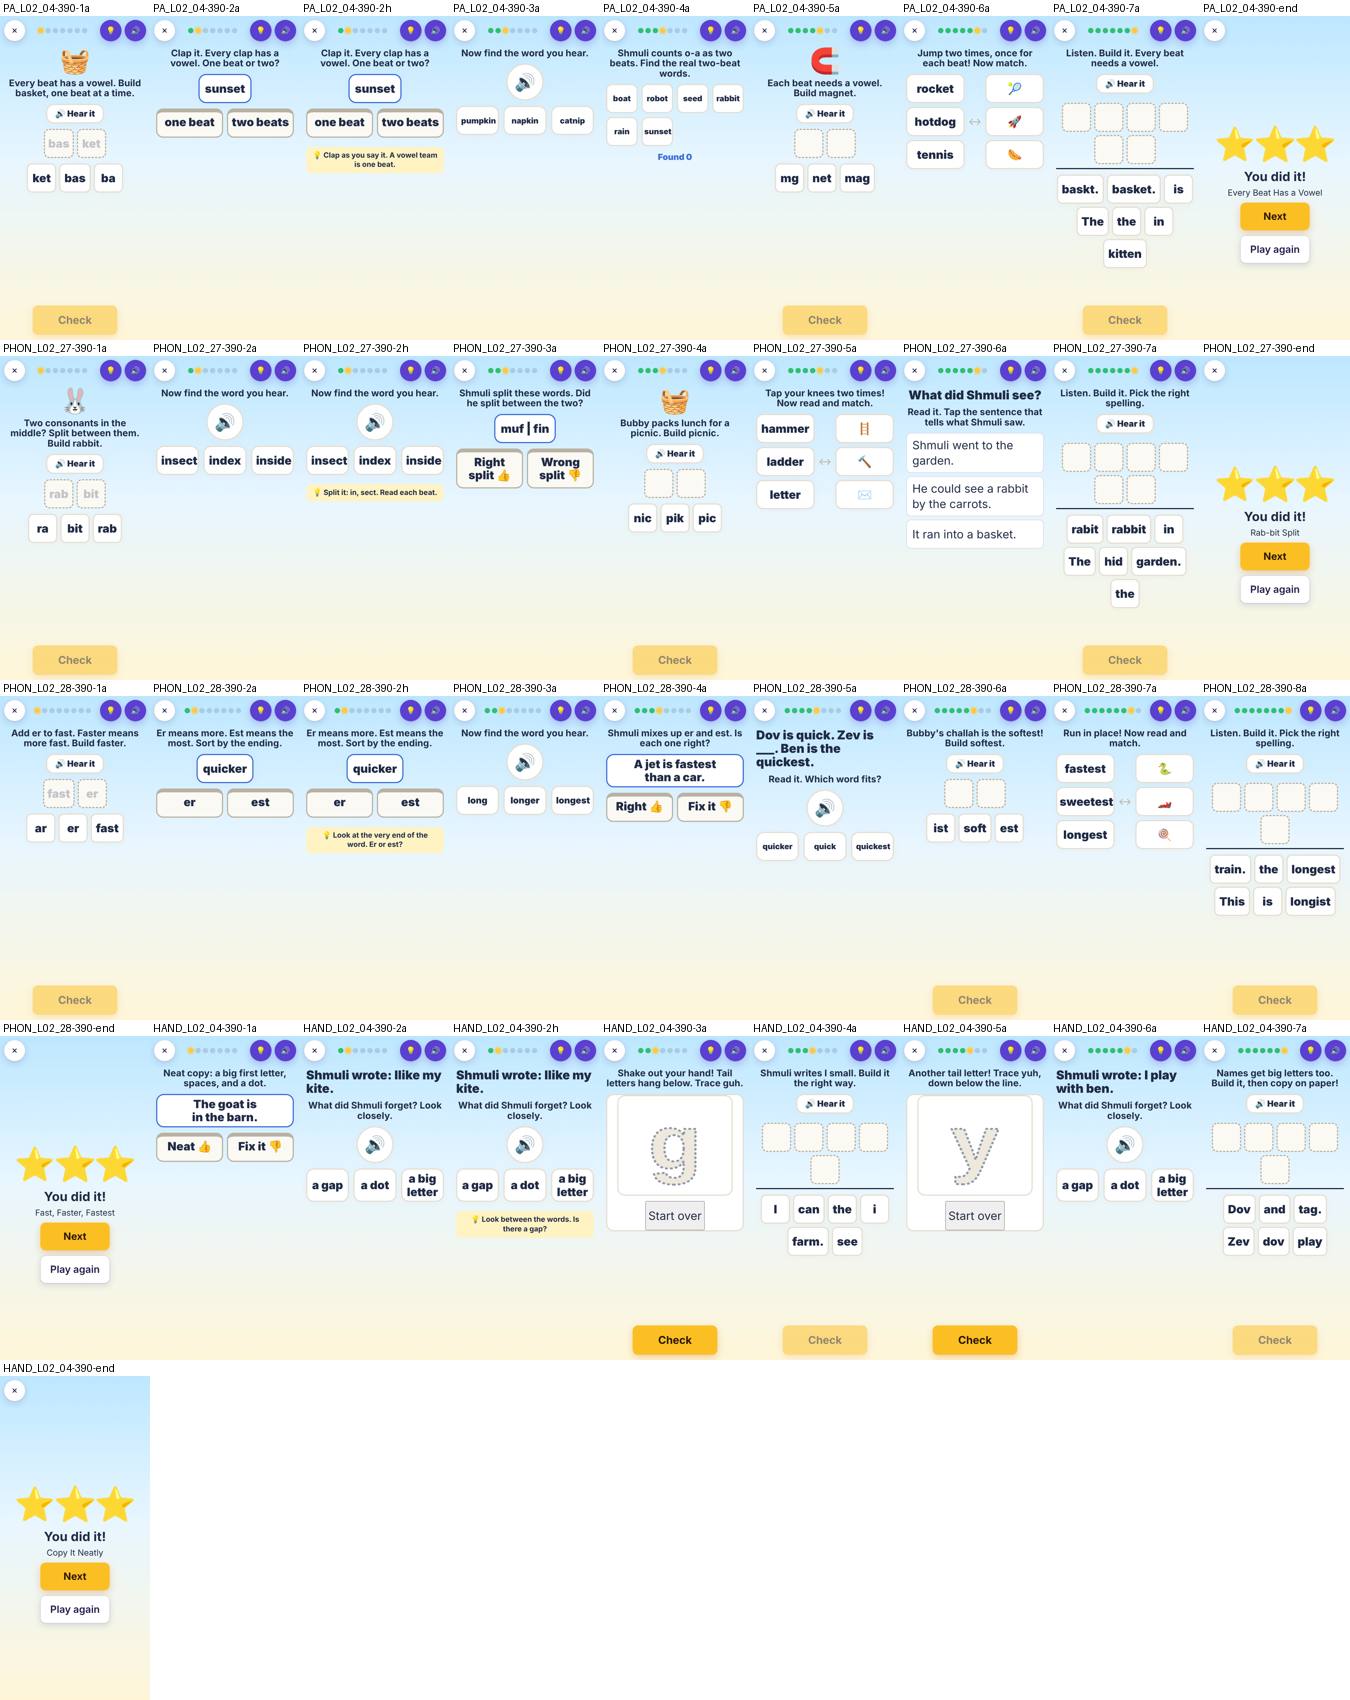 PA_L02_04-390-1a
×
Every beat has a vowel. Build
basket, one beat at a time.
Hear it
bas ket
ket bas ba
Check
PA_L02_04-390-2a
×
Clap it. Every clap has a
vowel. One beat or two?
sunset
one beat two beats
PA_L02_04-390-2h
×
Clap it. Every clap has a
vowel. One beat or two?
sunset
one beat two beats
Clap as you say it. A vowel team
is one beat.
PA_L02_04-390-3a
×
Now find the word you hear.
pumpkin napkin catnip
PA_L02_04-390-4a
×
Shmuli counts o-a as two
beats. Find the real two-beat
words.
boat robot seed rabbit
rain sunset
Found 0
PA_L02_04-390-5a
×
Each beat needs a vowel.
Build magnet.
Hear it
mg net mag
Check
PA_L02_04-390-6a
×
Jump two times, once for
each beat! Now match.
rocket
hotdog ↔
tennis
PA_L02_04-390-7a
×
Listen. Build it. Every beat
needs a vowel.
Hear it
baskt. basket. is
The the in
kitten
Check
PA_L02_04-390-end
×
You did it!
Every Beat Has a Vowel
Next
Play again
PHON_L02_27-390-1a
×
Two consonants in the
middle? Split between them.
Build rabbit.
Hear it
rab bit
ra bit rab
Check
PHON_L02_27-390-2a
×
Now find the word you hear.
insect index inside
PHON_L02_27-390-2h
×
Now find the word you hear.
insect index inside
Split it: in, sect. Read each beat.
PHON_L02_27-390-3a
×
Shmuli split these words. Did
he split between the two?
muf | fin
Right
split
Wrong
split
PHON_L02_27-390-4a
×
Bubby packs lunch for a
picnic. Build picnic.
Hear it
nic pik pic
Check
PHON_L02_27-390-5a
×
Tap your knees two times!
Now read and match.
hammer
ladder ↔
letter
PHON_L02_27-390-6a
×
What did Shmuli see?
Read it. Tap the sentence that
tells what Shmuli saw.
Shmuli went to the
garden.
He could see a rabbit
by the carrots.
It ran into a basket.
PHON_L02_27-390-7a
×
Listen. Build it. Pick the right
spelling.
Hear it
rabit rabbit in
The hid garden.
the
Check
PHON_L02_27-390-end
×
You did it!
Rab-bit Split
Next
Play again
PHON_L02_28-390-1a
×
Add er to fast. Faster means
more fast. Build faster.
Hear it
fast er
ar er fast
Check
PHON_L02_28-390-2a
×
Er means more. Est means the
most. Sort by the ending.
quicker
er est
PHON_L02_28-390-2h
×
Er means more. Est means the
most. Sort by the ending.
quicker
er est
Look at the very end of the
word. Er or est?
PHON_L02_28-390-3a
×
Now find the word you hear.
long longer longest
PHON_L02_28-390-4a
×
Shmuli mixes up er and est. Is
each one right?
A jet is fastest
than a car.
Right Fix it
PHON_L02_28-390-5a
×
Dov is quick. Zev is
___. Ben is the
quickest.
Read it. Which word fits?
quicker quick quickest
PHON_L02_28-390-6a
×
Bubby's challah is the softest!
Build softest.
Hear it
ist soft est
Check
PHON_L02_28-390-7a
×
Run in place! Now read and
match.
fastest
sweetest ↔
longest
PHON_L02_28-390-8a
×
Listen. Build it. Pick the right
spelling.
Hear it
train. the longest
This is longist
Check
PHON_L02_28-390-end
×
You did it!
Fast, Faster, Fastest
Next
Play again
HAND_L02_04-390-1a
×
Neat copy: a big first letter,
spaces, and a dot.
The goat is
in the barn.
Neat Fix it
HAND_L02_04-390-2a
×
Shmuli wrote: Ilike my
kite.
What did Shmuli forget? Look
closely.
a gap a dot a big
letter
HAND_L02_04-390-2h
×
Shmuli wrote: Ilike my
kite.
What did Shmuli forget? Look
closely.
a gap a dot a big
letter
Look between the words. Is
there a gap?
HAND_L02_04-390-3a
×
Shake out your hand! Tail
letters hang below. Trace guh.
g
Start over
Check
HAND_L02_04-390-4a
×
Shmuli writes I small. Build it
the right way.
Hear it
I can the i
farm. see
Check
HAND_L02_04-390-5a
×
Another tail letter! Trace yuh,
down below the line.
y
Start over
Check
HAND_L02_04-390-6a
×
Shmuli wrote: I play
with ben.
What did Shmuli forget? Look
closely.
a gap a dot a big
letter
HAND_L02_04-390-7a
×
Names get big letters too.
Build it, then copy on paper!
Hear it
Dov and tag.
Zev dov play
Check
HAND_L02_04-390-end
×
You did it!
Copy It Neatly
Next
Play again